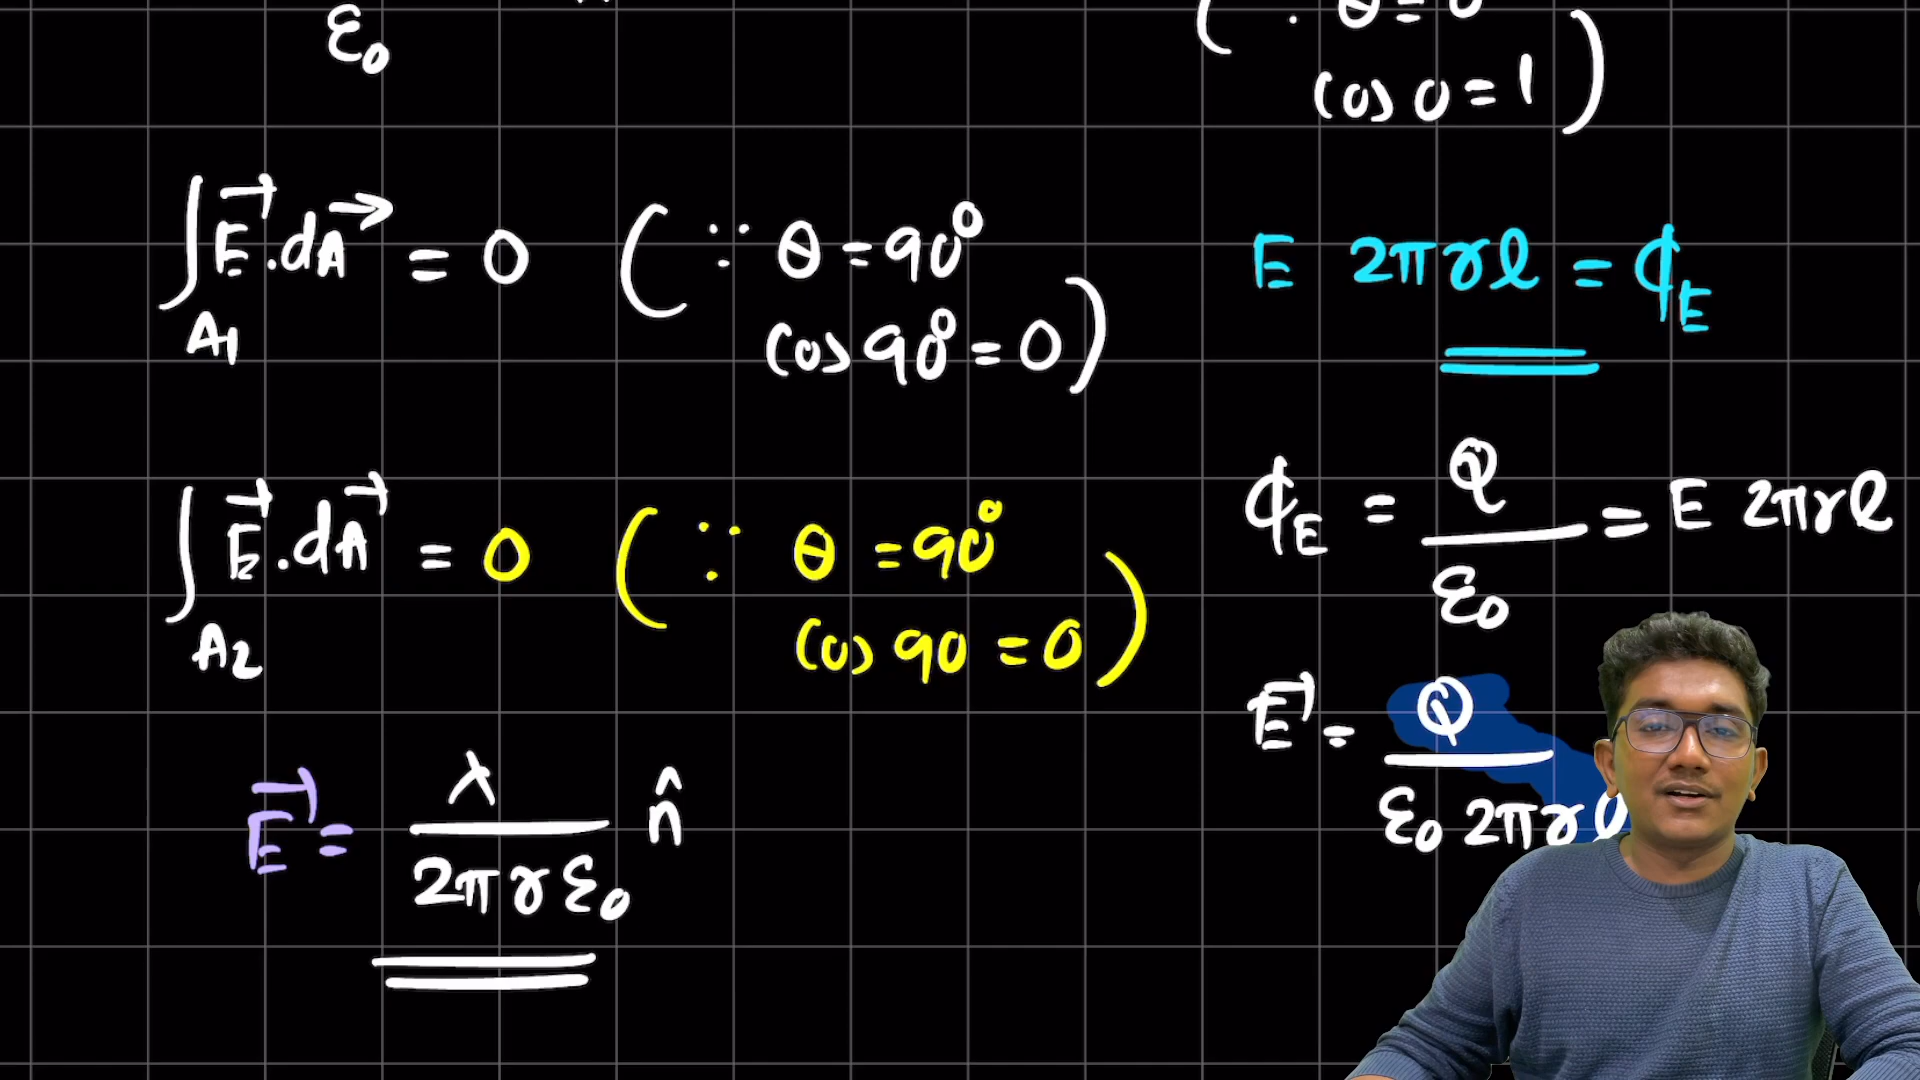 ε₀
(∵ θ = 0
cos 0 = 1)
∫ E⃗.dA⃗ = 0 (∵ θ = 90°
A1 cos 90° = 0)
∫ E⃗.dA⃗ = 0 (∵ θ = 90°
A2 cos 90 = 0)
E⃗ = λ / 2πrε₀ n̂
E 2πrl = ϕ_E
ϕ_E = Q / ε₀ = E 2πrl
E⃗ = Q / ε₀ 2πr